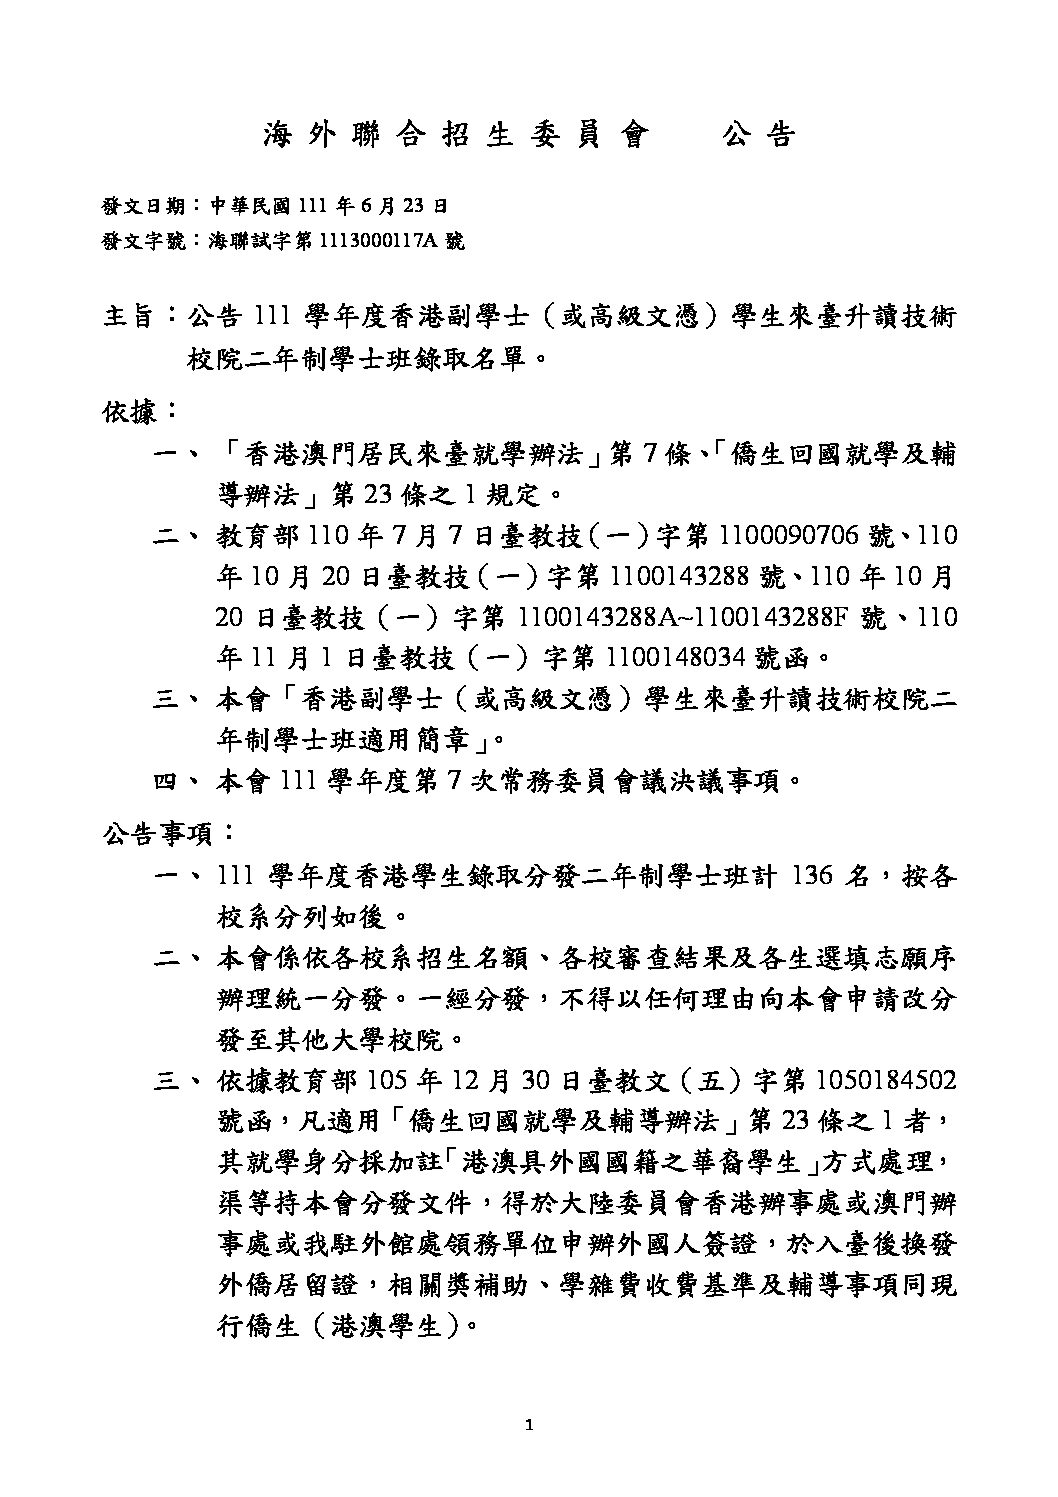 海外聯合招生委員會　公告
發文日期：中華民國 111 年 6 月 23 日
發文字號：海聯試字第 1113000117A 號
主旨：公告 111 學年度香港副學士（或高級文憑）學生來臺升讀技術
校院二年制學士班錄取名單。
依據：
一、「香港澳門居民來臺就學辦法」第 7 條、「僑生回國就學及輔
導辦法」第 23 條之 1 規定。
二、教育部 110 年 7 月 7 日臺教技(一)字第 1100090706 號、110
年 10 月 20 日臺教技（一）字第 1100143288 號、110 年 10 月
20 日臺教技（一）字第 1100143288A~1100143288F 號、110
年 11 月 1 日臺教技（一）字第 1100148034 號函。
三、本會「香港副學士（或高級文憑）學生來臺升讀技術校院二
年制學士班適用簡章」。
四、本會 111 學年度第 7 次常務委員會議決議事項。
公告事項：
一、111 學年度香港學生錄取分發二年制學士班計 136 名，按各
校系分列如後。
二、本會係依各校系招生名額、各校審查結果及各生選填志願序
辦理統一分發。一經分發，不得以任何理由向本會申請改分
發至其他大學校院。
三、依據教育部 105 年 12 月 30 日臺教文（五）字第 1050184502
號函，凡適用「僑生回國就學及輔導辦法」第 23 條之 1 者，
其就學身分採加註「港澳具外國國籍之華裔學生」方式處理，
渠等持本會分發文件，得於大陸委員會香港辦事處或澳門辦
事處或我駐外館處領務單位申辦外國人簽證，於入臺後換發
外僑居留證，相關獎補助、學雜費收費基準及輔導事項同現
行僑生（港澳學生）。
1